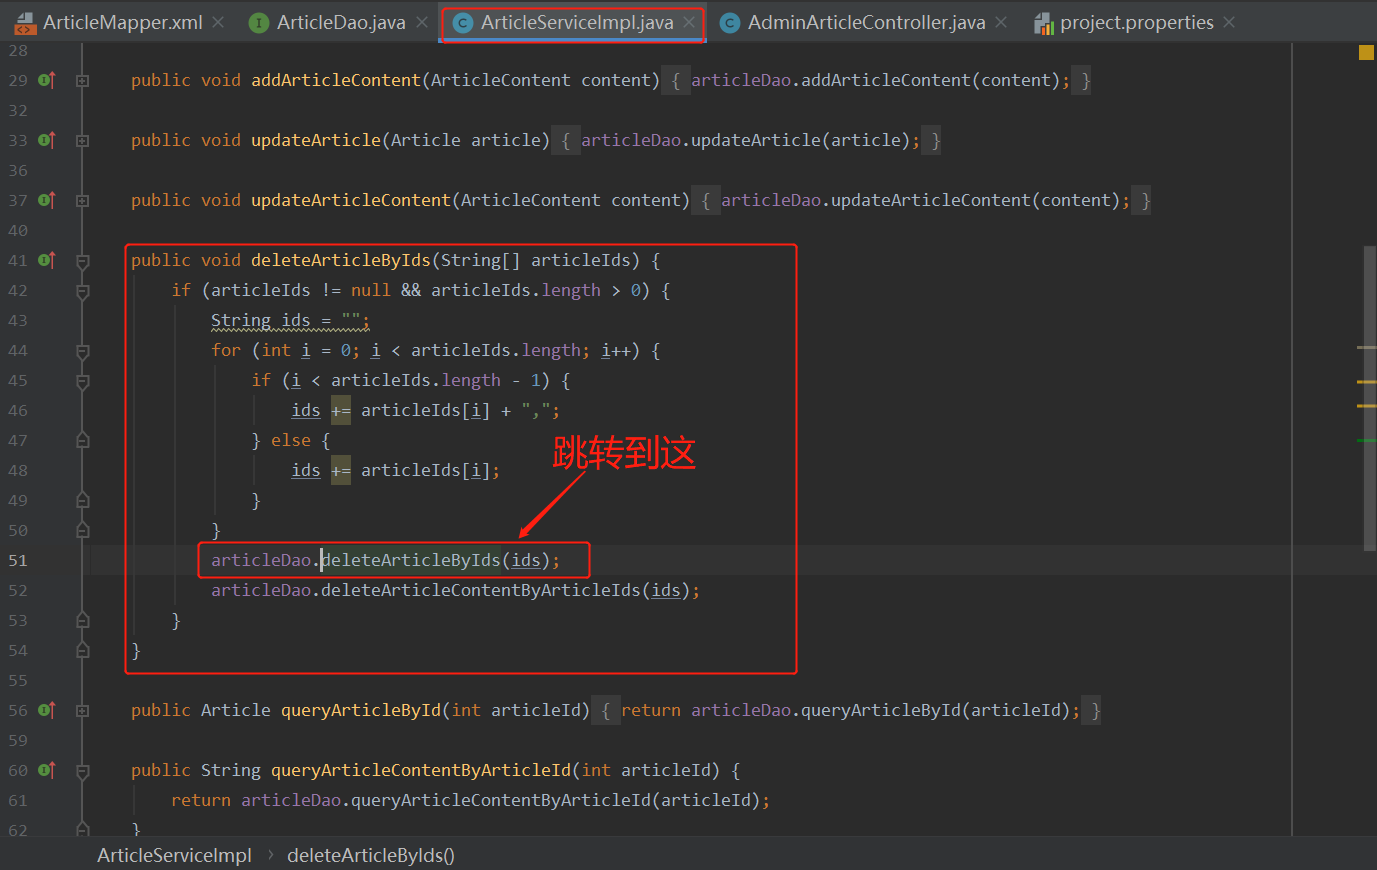 ArticleMapper.xml ArticleDao.java ArticleServiceImpl.java AdminArticleController.java project.properties
28
29 public void addArticleContent(ArticleContent content) { articleDao.addArticleContent(content); }
32
33 public void updateArticle(Article article) { articleDao.updateArticle(article); }
36
37 public void updateArticleContent(ArticleContent content) { articleDao.updateArticleContent(content); }
40
41 public void deleteArticleByIds(String[] articleIds) {
42 if (articleIds != null && articleIds.length > 0) {
43 String ids = "";
44 for (int i = 0; i < articleIds.length; i++) {
45 if (i < articleIds.length - 1) {
46 ids += articleIds[i] + ",";
47 } else {
跳转到这
48 ids += articleIds[i];
49 }
50 }
51 articleDao.deleteArticleByIds(ids);
52 articleDao.deleteArticleContentByArticleIds(ids);
53 }
54 }
55
56 public Article queryArticleById(int articleId) { return articleDao.queryArticleById(articleId); }
59
60 public String queryArticleContentByArticleId(int articleId) {
61 return articleDao.queryArticleContentByArticleId(articleId);
62 }
ArticleServiceImpl › deleteArticleByIds()